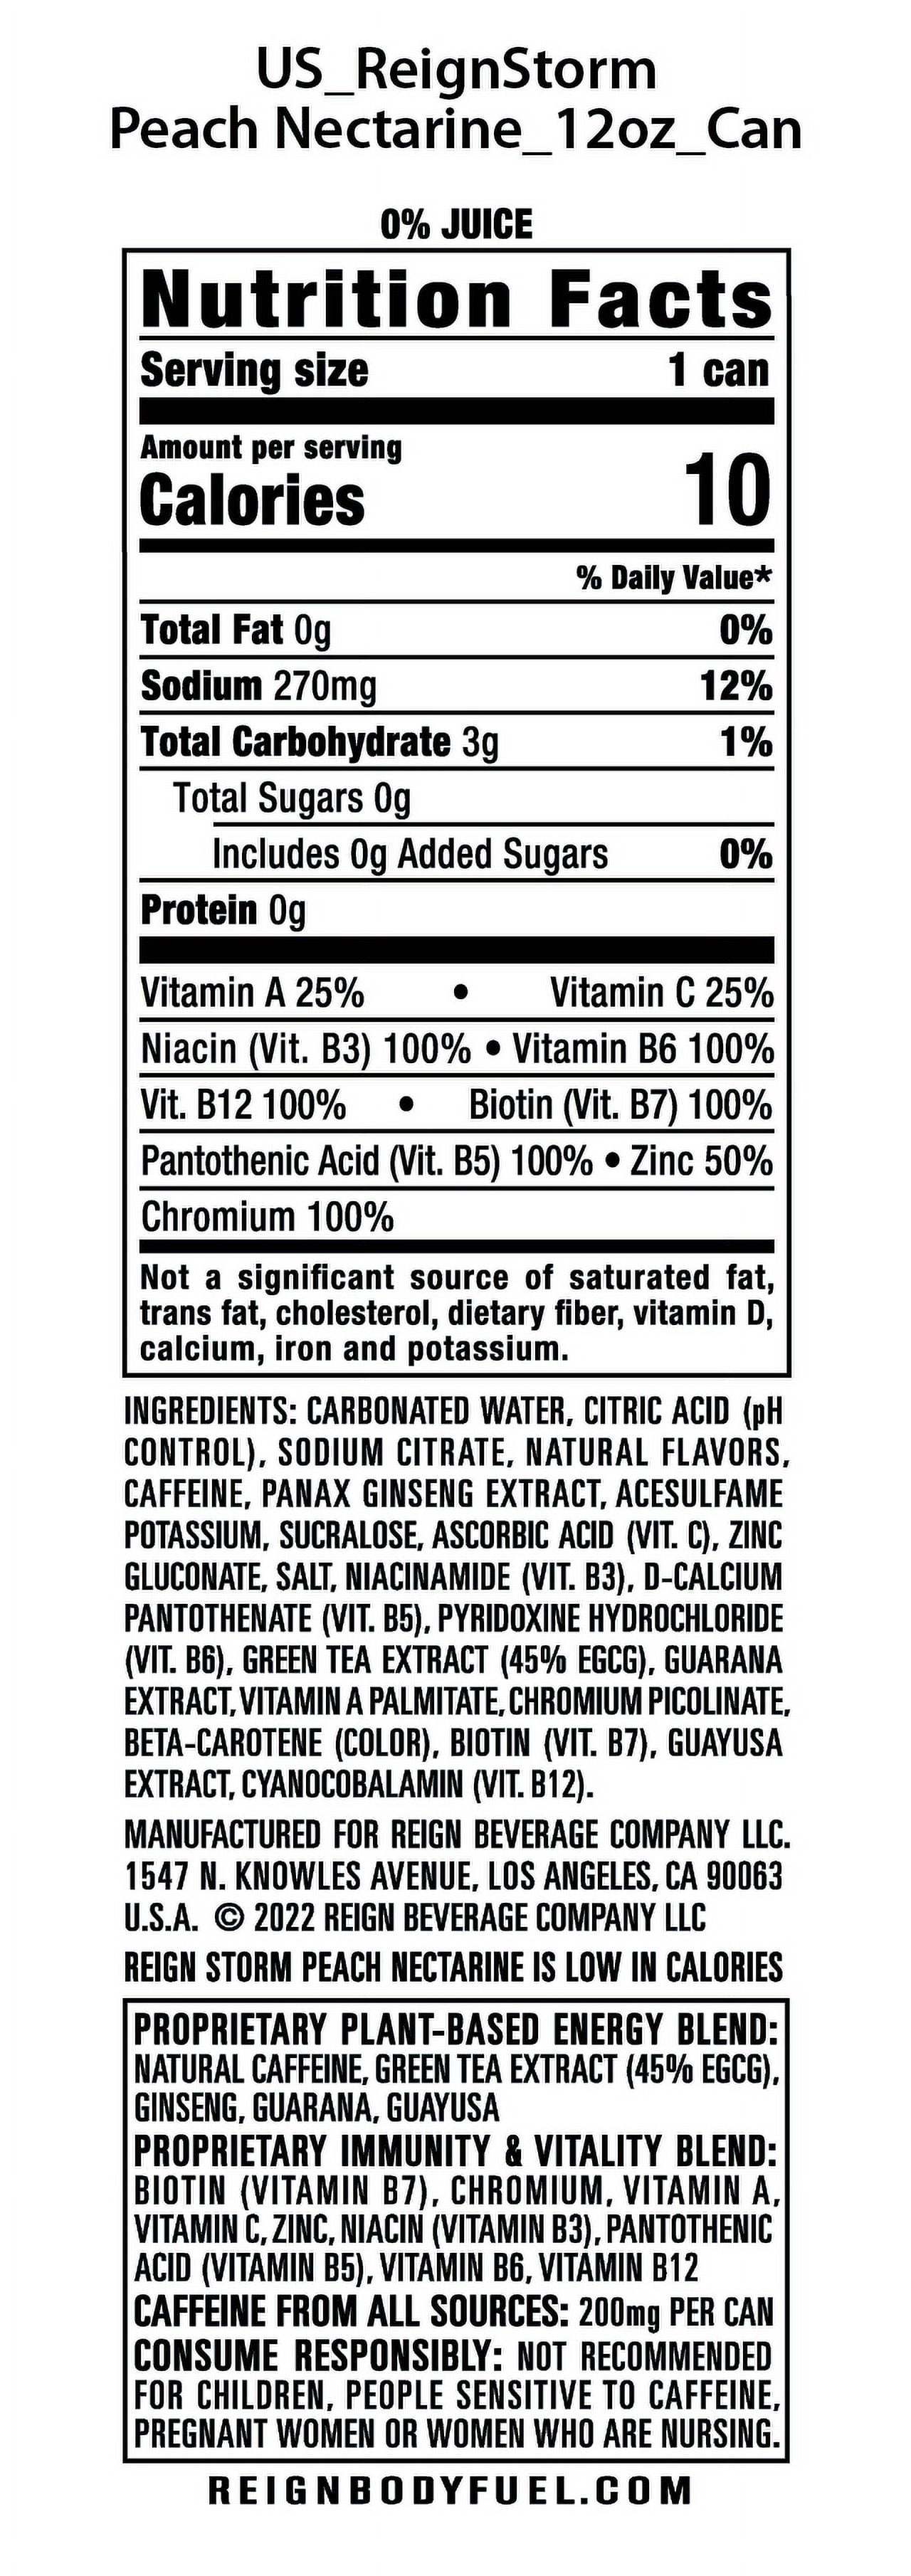 US_ReignStorm
Peach Nectarine_12oz_Can
0% JUICE
Nutrition Facts
Serving size 1 can
Amount per serving
Calories 10
% Daily Value*
Total Fat 0g 0%
Sodium 270mg 12%
Total Carbohydrate 3g 1%
Total Sugars 0g
Includes 0g Added Sugars 0%
Protein 0g
Vitamin A 25% • Vitamin C 25%
Niacin (Vit. B3) 100% • Vitamin B6 100%
Vit. B12 100% • Biotin (Vit. B7) 100%
Pantothenic Acid (Vit. B5) 100% • Zinc 50%
Chromium 100%
Not a significant source of saturated fat,
trans fat, cholesterol, dietary fiber, vitamin D,
calcium, iron and potassium.
INGREDIENTS: CARBONATED WATER, CITRIC ACID (pH
CONTROL), SODIUM CITRATE, NATURAL FLAVORS,
CAFFEINE, PANAX GINSENG EXTRACT, ACESULFAME
POTASSIUM, SUCRALOSE, ASCORBIC ACID (VIT. C), ZINC
GLUCONATE, SALT, NIACINAMIDE (VIT. B3), D-CALCIUM
PANTOTHENATE (VIT. B5), PYRIDOXINE HYDROCHLORIDE
(VIT. B6), GREEN TEA EXTRACT (45% EGCG), GUARANA
EXTRACT, VITAMIN A PALMITATE, CHROMIUM PICOLINATE,
BETA-CAROTENE (COLOR), BIOTIN (VIT. B7), GUAYUSA
EXTRACT, CYANOCOBALAMIN (VIT. B12).
MANUFACTURED FOR REIGN BEVERAGE COMPANY LLC.
1547 N. KNOWLES AVENUE, LOS ANGELES, CA 90063
U.S.A. © 2022 REIGN BEVERAGE COMPANY LLC
REIGN STORM PEACH NECTARINE IS LOW IN CALORIES
PROPRIETARY PLANT-BASED ENERGY BLEND:
NATURAL CAFFEINE, GREEN TEA EXTRACT (45% EGCG),
GINSENG, GUARANA, GUAYUSA
PROPRIETARY IMMUNITY & VITALITY BLEND:
BIOTIN (VITAMIN B7), CHROMIUM, VITAMIN A,
VITAMIN C, ZINC, NIACIN (VITAMIN B3), PANTOTHENIC
ACID (VITAMIN B5), VITAMIN B6, VITAMIN B12
CAFFEINE FROM ALL SOURCES: 200mg PER CAN
CONSUME RESPONSIBLY: NOT RECOMMENDED
FOR CHILDREN, PEOPLE SENSITIVE TO CAFFEINE,
PREGNANT WOMEN OR WOMEN WHO ARE NURSING.
REIGNBODYFUEL.COM